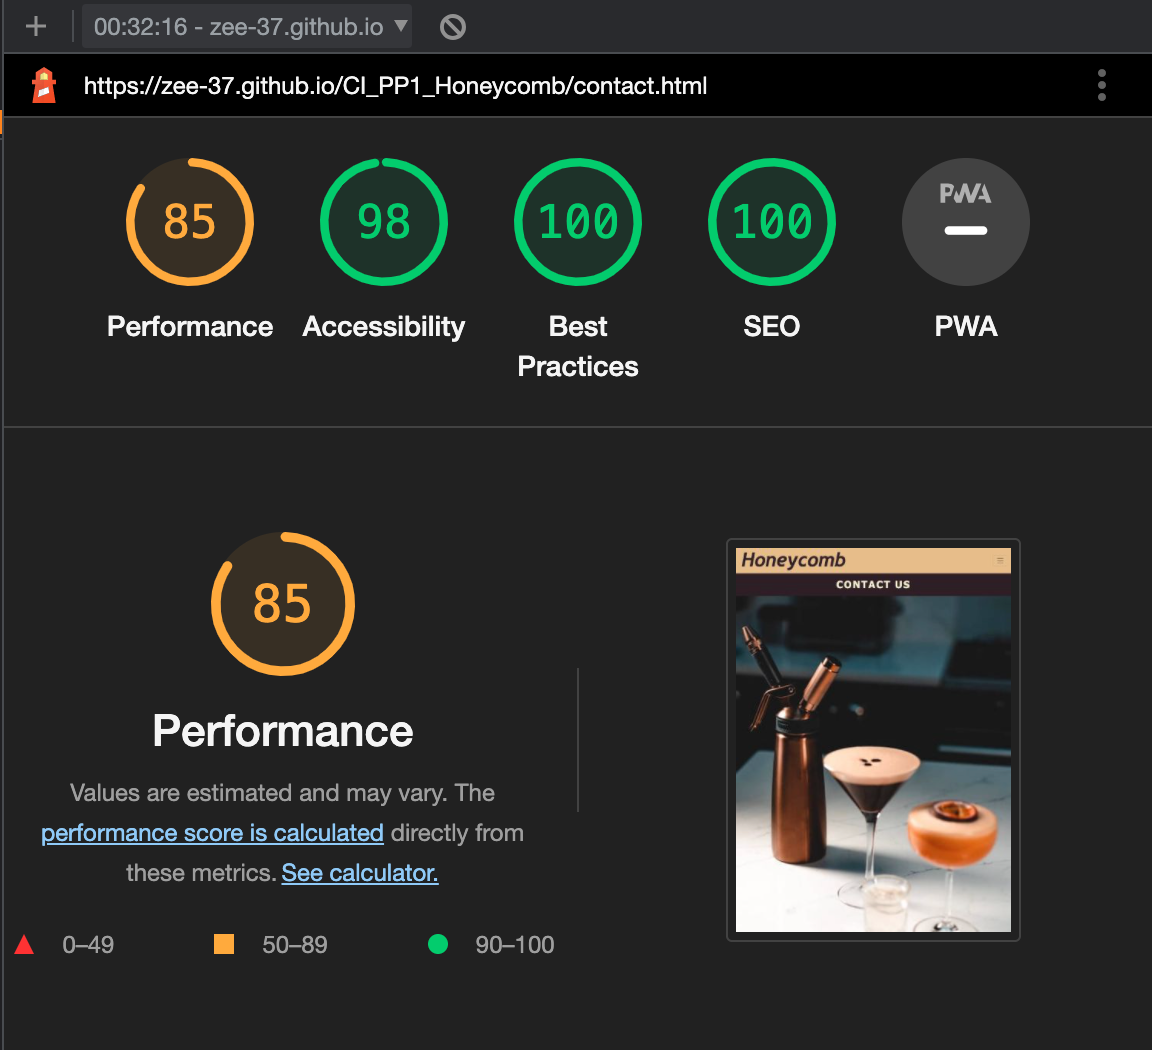 00:32:16 - zee-37.github.io
https://zee-37.github.io/CI_PP1_Honeycomb/contact.html
85
98
100
100
PWA
Performance
Accessibility
Best
Practices
SEO
PWA
85
Performance
Values are estimated and may vary. The
performance score is calculated directly from
these metrics. See calculator.
0–49
50–89
90–100
Honeycomb
CONTACT US